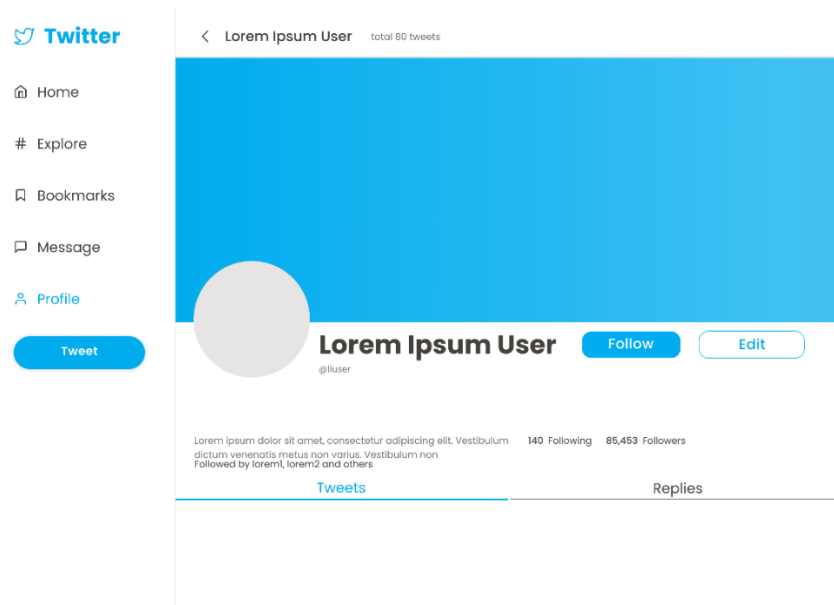 Twitter
Lorem Ipsum User total 80 tweets
Home
# Explore
Bookmarks
Message
Profile
Tweet
Lorem Ipsum User
@liuser
Follow
Edit
Lorem ipsum dolor sit amet, consectetur adipiscing elit. Vestibulum
dictum venenatis metus non varius. Vestibulum non
Followed by lorem1, lorem2 and others
140 Following 85,453 Followers
Tweets
Replies